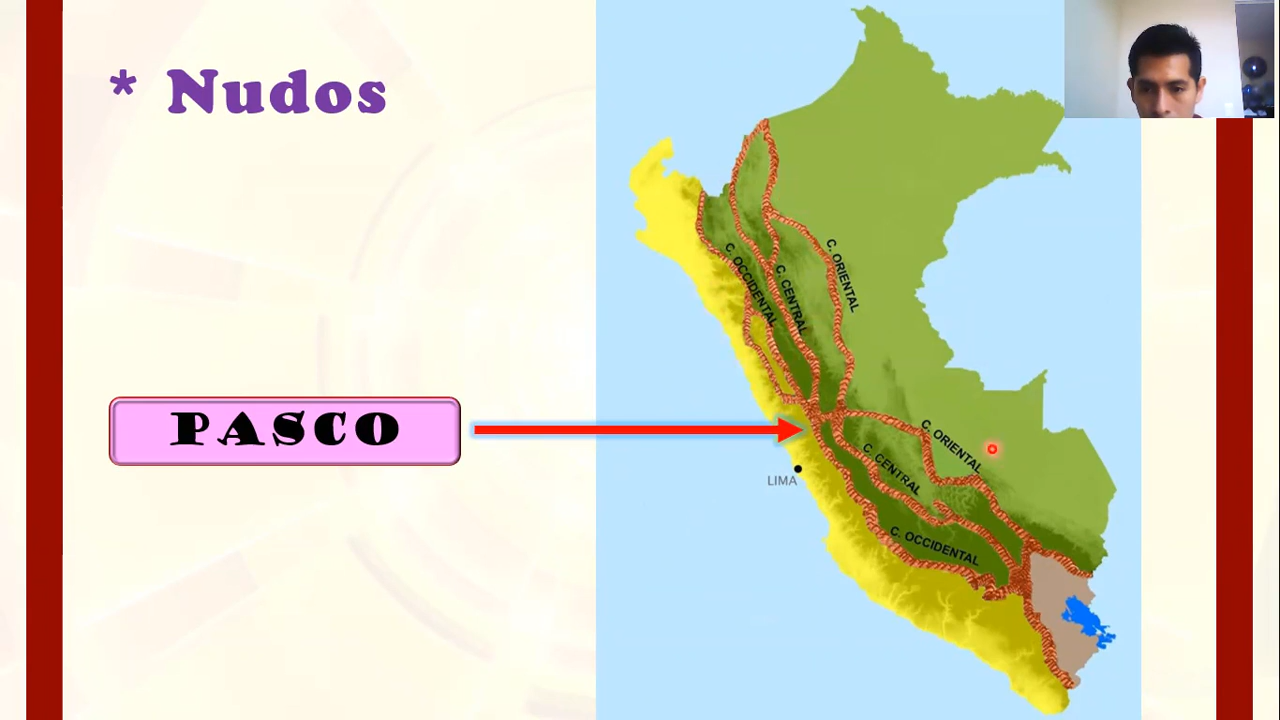 * Nudos
C. OCCIDENTAL
C. CENTRAL
C. ORIENTAL
PASCO
LIMA
C. ORIENTAL
C. CENTRAL
C. OCCIDENTAL